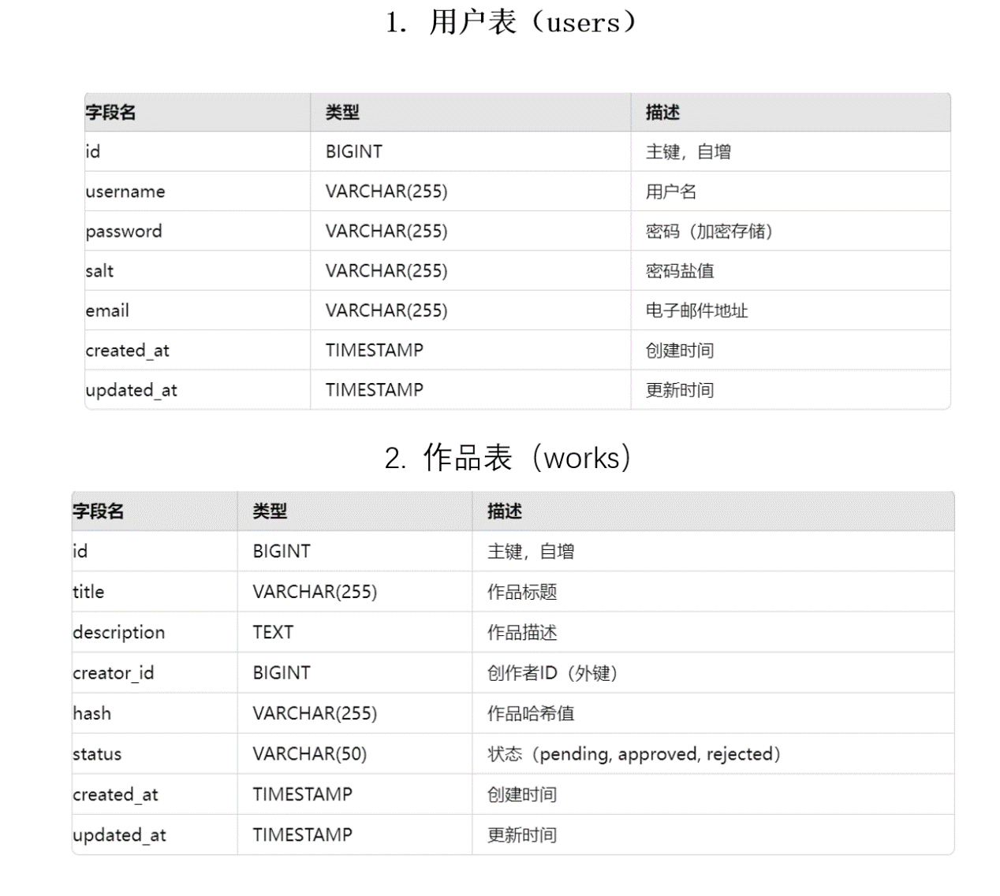 1. 用户表（users）
字段名 类型 描述
id BIGINT 主键，自增
username VARCHAR(255) 用户名
password VARCHAR(255) 密码（加密存储）
salt VARCHAR(255) 密码盐值
email VARCHAR(255) 电子邮件地址
created_at TIMESTAMP 创建时间
updated_at TIMESTAMP 更新时间
2. 作品表（works）
字段名 类型 描述
id BIGINT 主键，自增
title VARCHAR(255) 作品标题
description TEXT 作品描述
creator_id BIGINT 创作者ID（外键）
hash VARCHAR(255) 作品哈希值
status VARCHAR(50) 状态（pending, approved, rejected）
created_at TIMESTAMP 创建时间
updated_at TIMESTAMP 更新时间